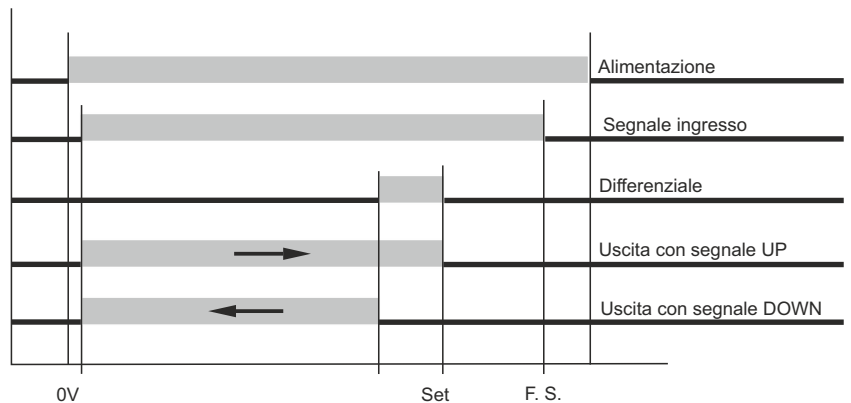 Alimentazione
Segnale ingresso
Differenziale
Uscita con segnale UP
Uscita con segnale DOWN
0V Set F. S.